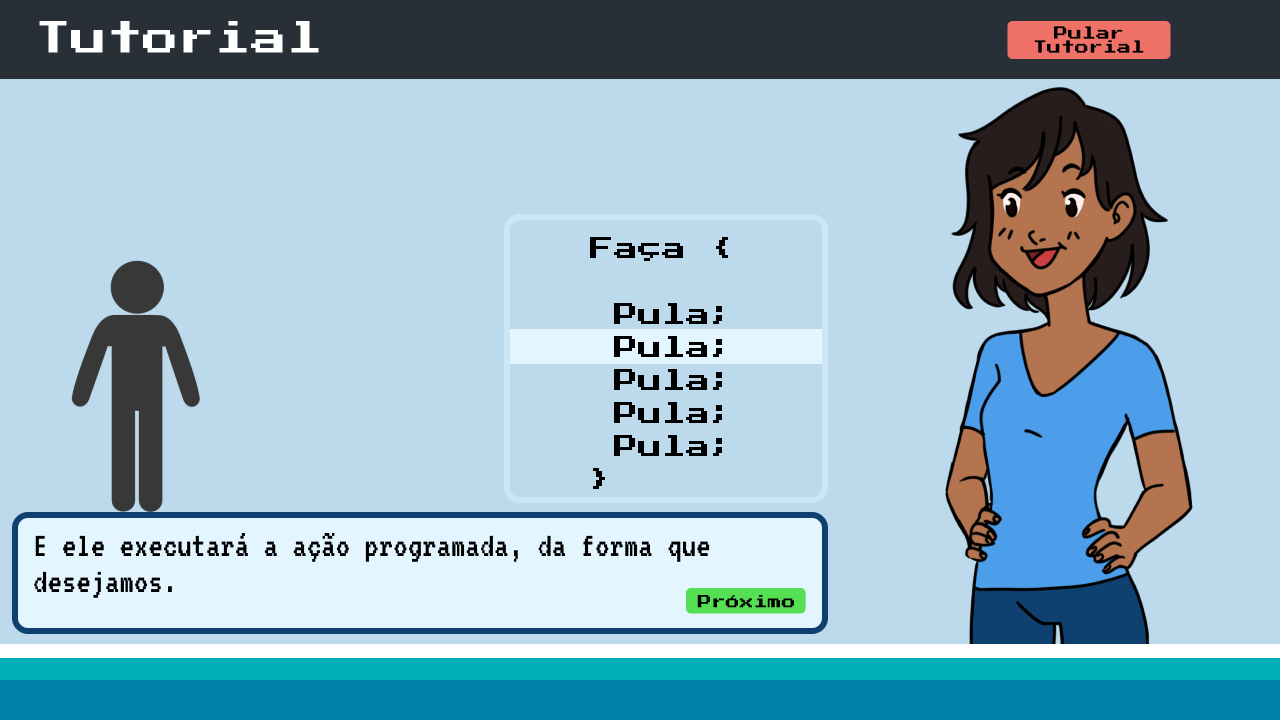 Tutorial
Pular
Tutorial
Faça {
Pula;
Pula;
Pula;
Pula;
Pula;
}
E ele executará a ação programada, da forma que
desejamos.
Próximo